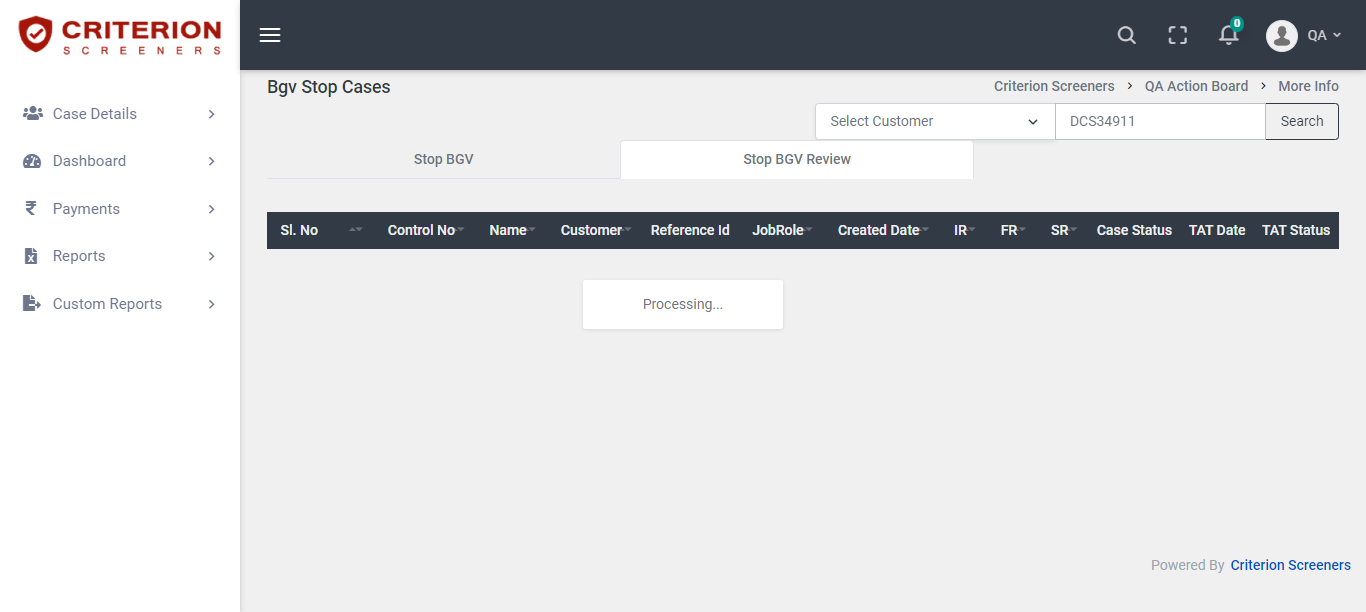 CRITERION
SCREENERS
0
QA
Case Details
Dashboard
Payments
Reports
Custom Reports
Bgv Stop Cases
Criterion Screeners > QA Action Board > More Info
Select Customer DCS34911 Search
Stop BGV Stop BGV Review
Sl. No Control No Name Customer Reference Id JobRole Created Date IR FR SR Case Status TAT Date TAT Status
Processing...
Powered By Criterion Screeners